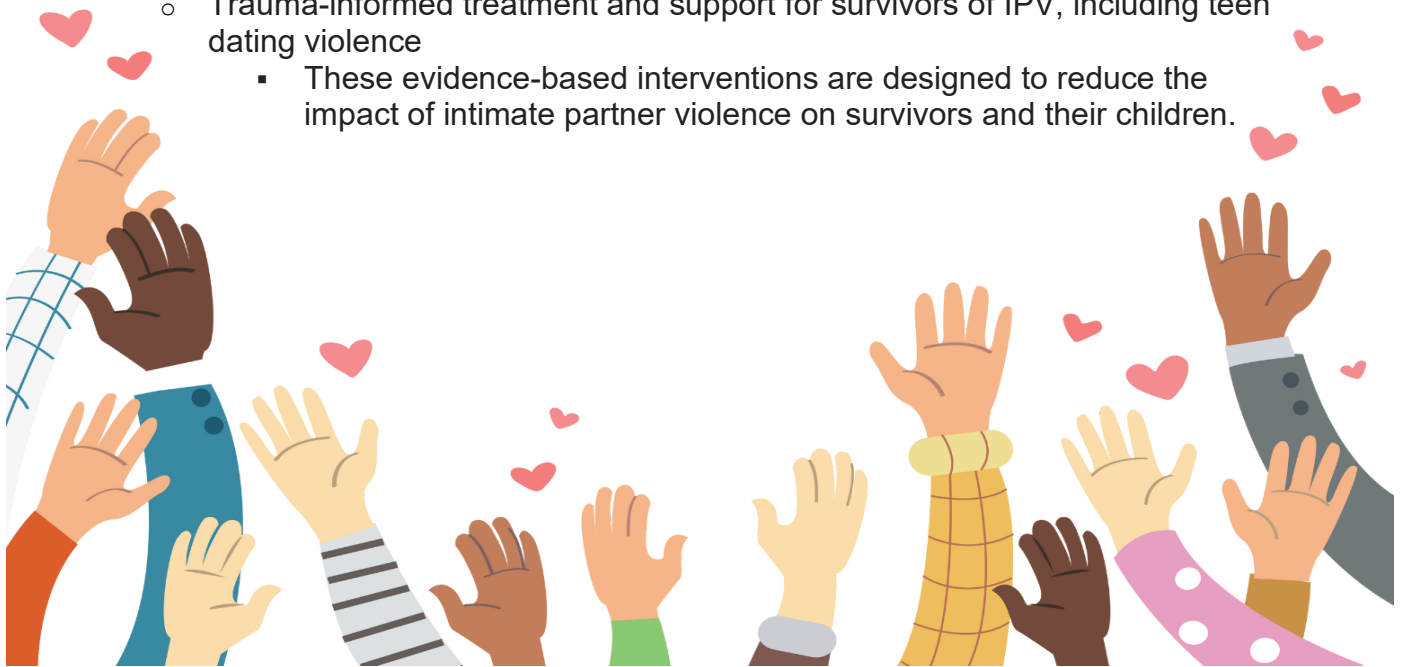 ○ Trauma-informed treatment and support for survivors of IPV, including teen
dating violence
▪ These evidence-based interventions are designed to reduce the
impact of intimate partner violence on survivors and their children.